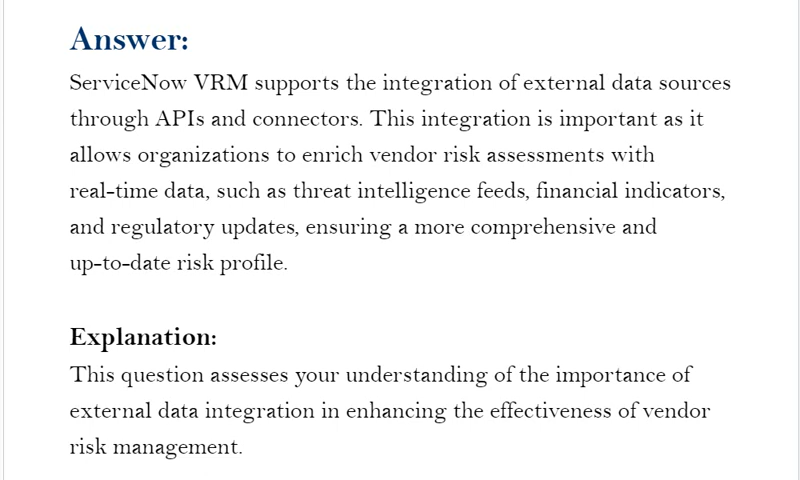 Answer:
ServiceNow VRM supports the integration of external data sources
through APIs and connectors. This integration is important as it
allows organizations to enrich vendor risk assessments with
real-time data, such as threat intelligence feeds, financial indicators,
and regulatory updates, ensuring a more comprehensive and
up-to-date risk profile.
Explanation:
This question assesses your understanding of the importance of
external data integration in enhancing the effectiveness of vendor
risk management.